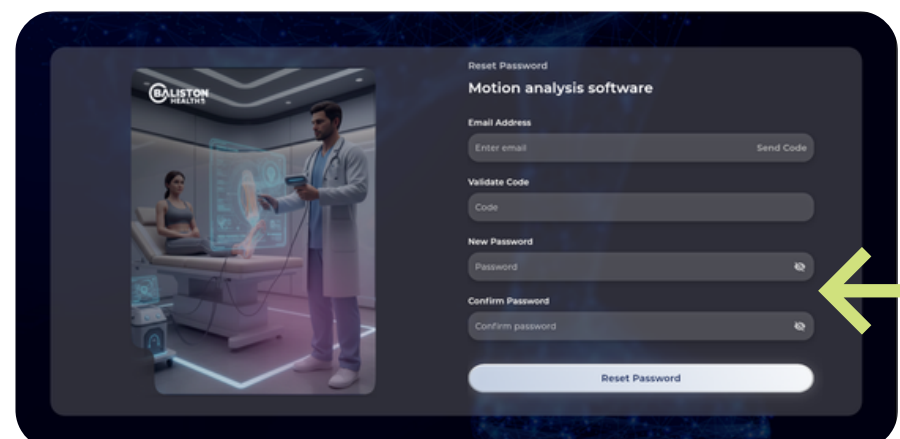 BALISTON
HEALTH
Reset Password
Motion analysis software
Email Address
Enter email
Send Code
Validate Code
Code
New Password
Password
Confirm Password
Confirm password
Reset Password